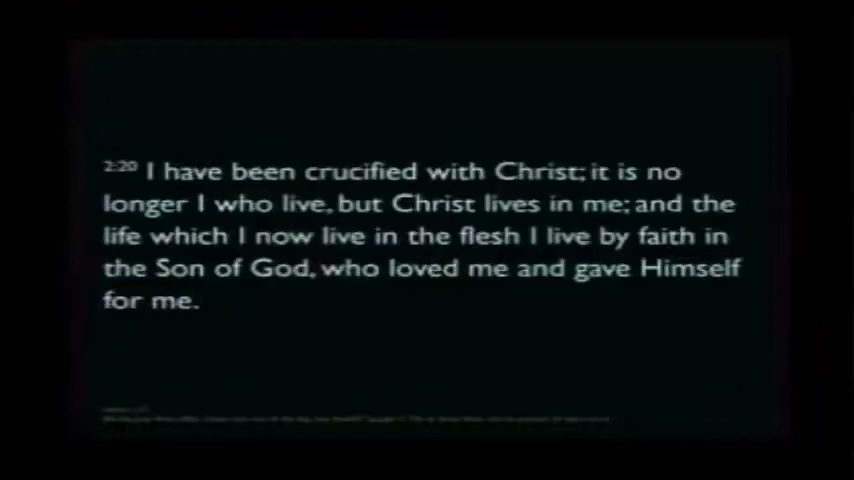 2:20 I have been crucified with Christ; it is no
longer I who live, but Christ lives in me; and the
life which I now live in the flesh I live by faith in
the Son of God, who loved me and gave Himself
for me.